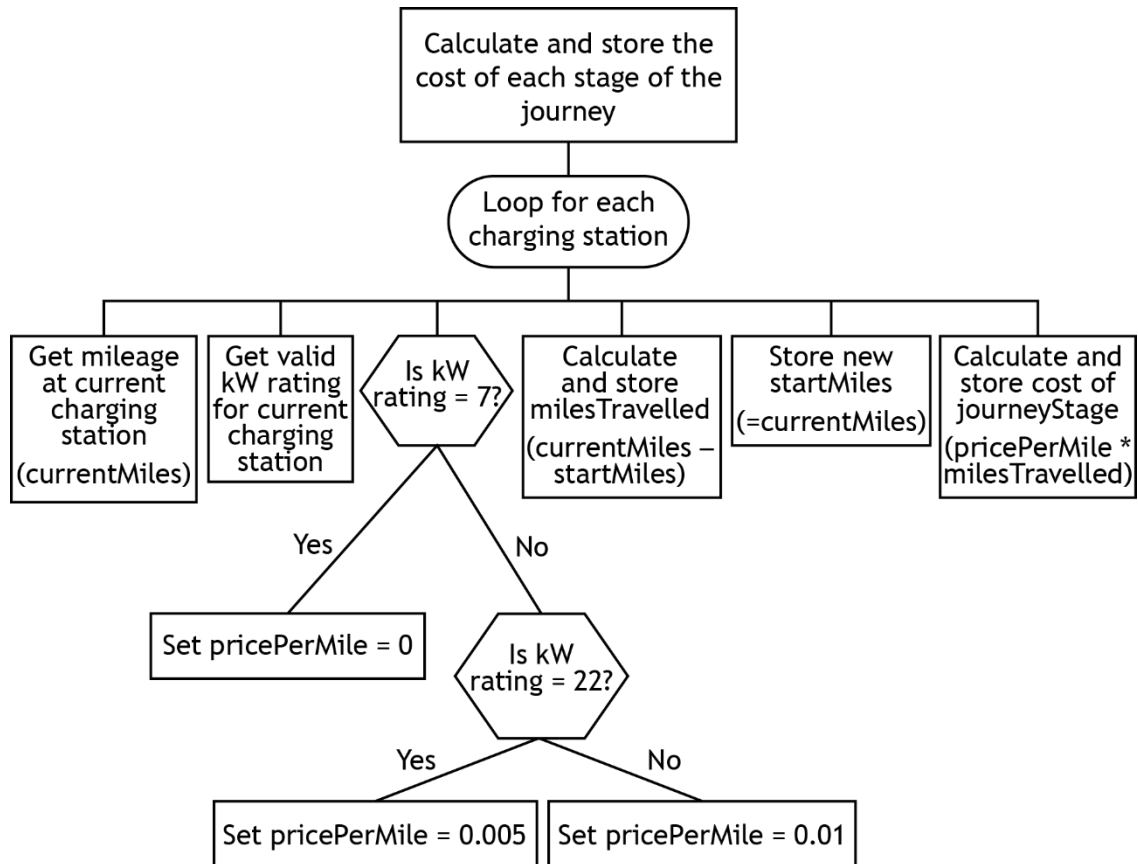 Calculate and store the
cost of each stage of the
journey
Loop for each
charging station
Get mileage
at current
charging
station
(currentMiles)
Get valid
kW rating
for current
charging
station
Is kW
rating = 7?
Calculate
and store
milesTravelled
(currentMiles –
startMiles)
Store new
startMiles
(=currentMiles)
Calculate and
store cost of
journeyStage
(pricePerMile *
milesTravelled)
Yes
No
Set pricePerMile = 0
Is kW
rating = 22?
Yes
No
Set pricePerMile = 0.005
Set pricePerMile = 0.01